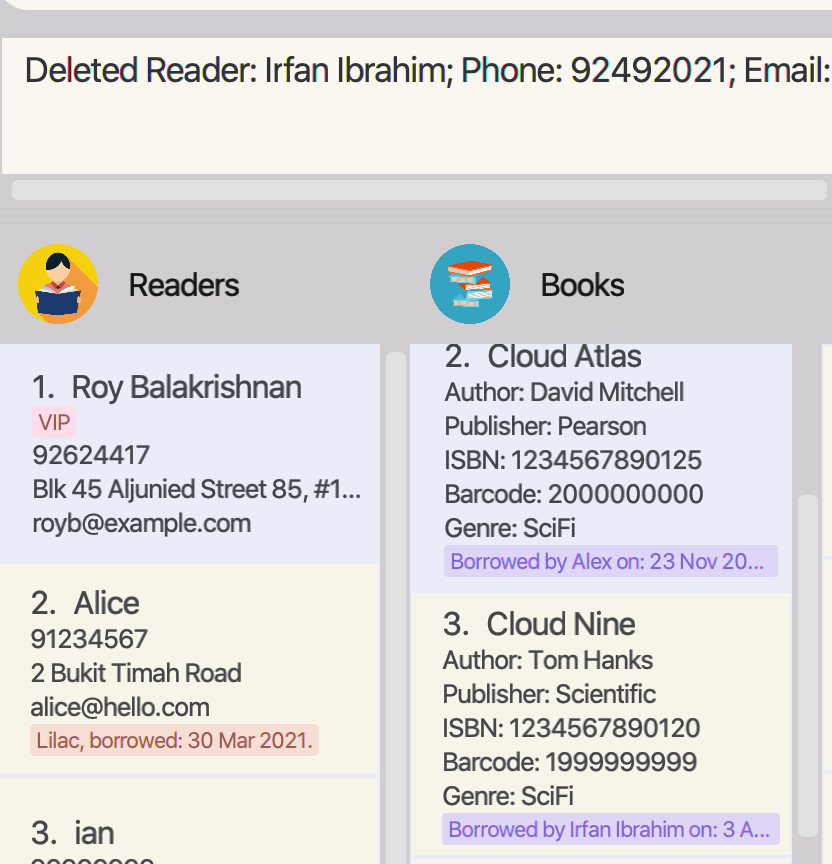 Deleted Reader: Irfan Ibrahim; Phone: 92492021; Email:
Readers
1. Roy Balakrishnan
VIP
92624417
Blk 45 Aljunied Street 85, #1...
royb@example.com
2. Alice
91234567
2 Bukit Timah Road
alice@hello.com
Lilac, borrowed: 30 Mar 2021.
3. ian
Books
2. Cloud Atlas
Author: David Mitchell
Publisher: Pearson
ISBN: 1234567890125
Barcode: 2000000000
Genre: SciFi
Borrowed by Alex on: 23 Nov 20...
3. Cloud Nine
Author: Tom Hanks
Publisher: Scientific
ISBN: 1234567890120
Barcode: 1999999999
Genre: SciFi
Borrowed by Irfan Ibrahim on: 3 A...